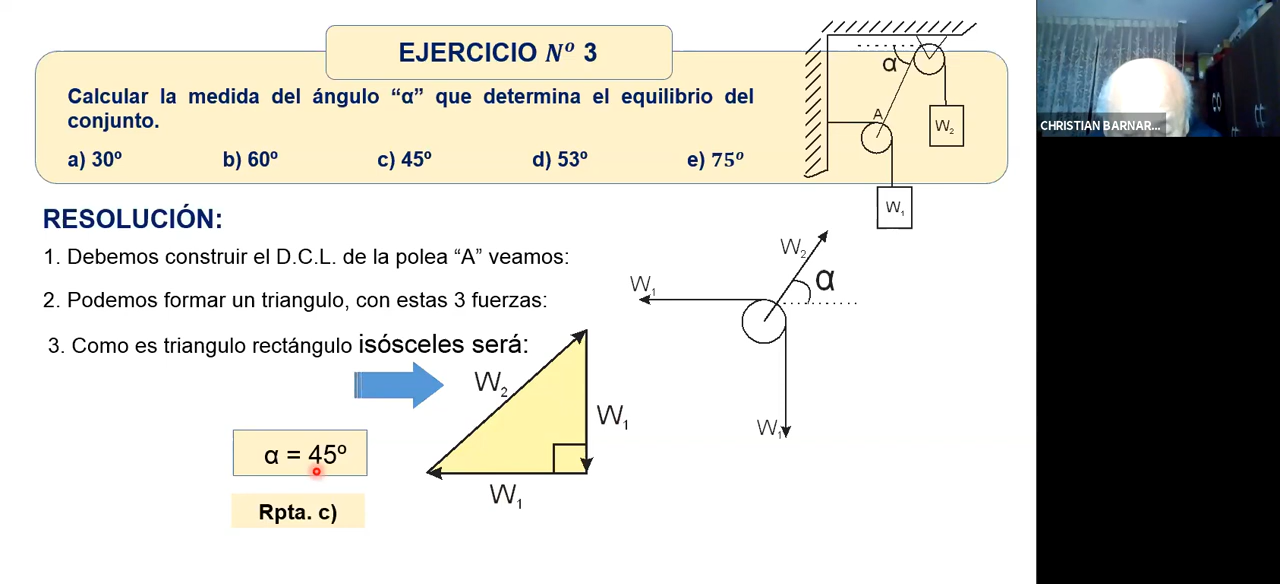 EJERCICIO Nº 3
Calcular la medida del ángulo “α” que determina el equilibrio del
conjunto.
a) 30º b) 60º c) 45º d) 53º e) 75º
α
A
W₂
W₁
CHRISTIAN BARNAR...
RESOLUCIÓN:
1. Debemos construir el D.C.L. de la polea “A” veamos:
2. Podemos formar un triangulo, con estas 3 fuerzas:
3. Como es triangulo rectángulo isósceles será:
W₂
α
W₁
W₁
W₂
W₁
W₁
α = 45º
Rpta. c)